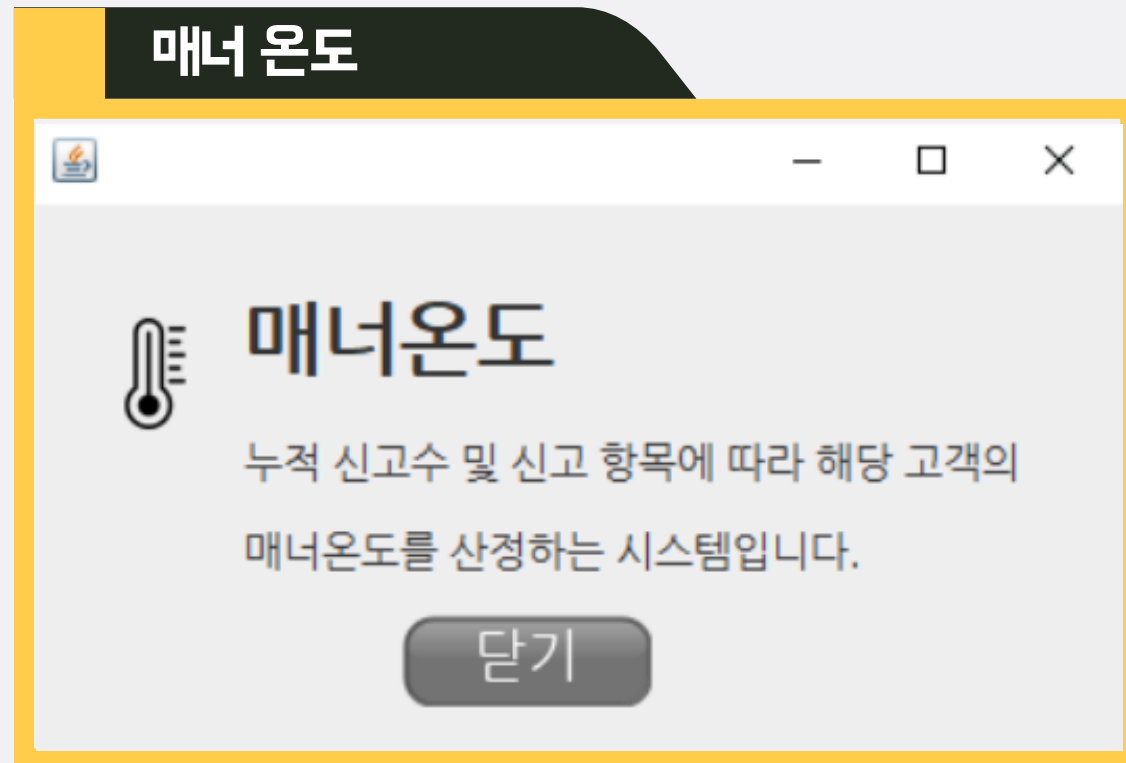 매너 온도
매너온도
누적 신고수 및 신고 항목에 따라 해당 고객의
매너온도를 산정하는 시스템입니다.
닫기